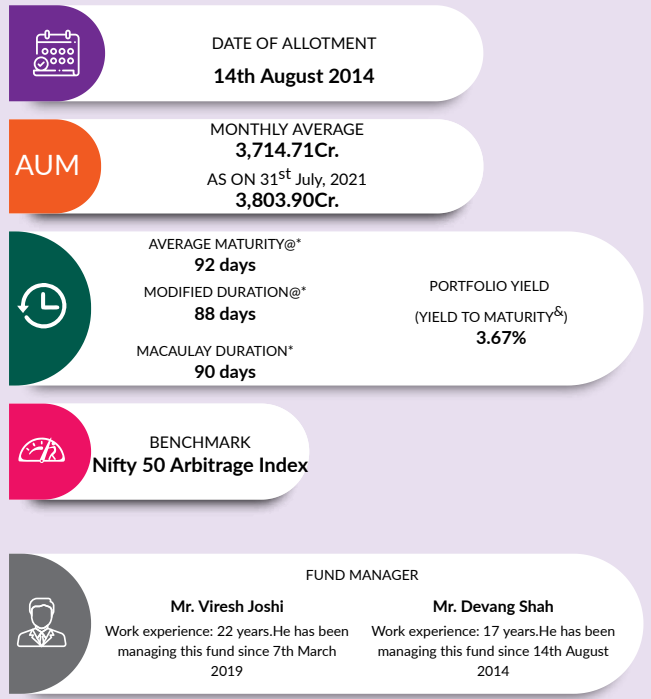 DATE OF ALLOTMENT
14th August 2014
AUM
MONTHLY AVERAGE
3,714.71Cr.
AS ON 31st July, 2021
3,803.90Cr.
AVERAGE MATURITY@*
92 days
MODIFIED DURATION@*
88 days
MACAULAY DURATION*
90 days
PORTFOLIO YIELD
(YIELD TO MATURITY&)
3.67%
BENCHMARK
Nifty 50 Arbitrage Index
FUND MANAGER
Mr. Viresh Joshi
Work experience: 22 years.He has been
managing this fund since 7th March
2019
Mr. Devang Shah
Work experience: 17 years.He has been
managing this fund since 14th August
2014